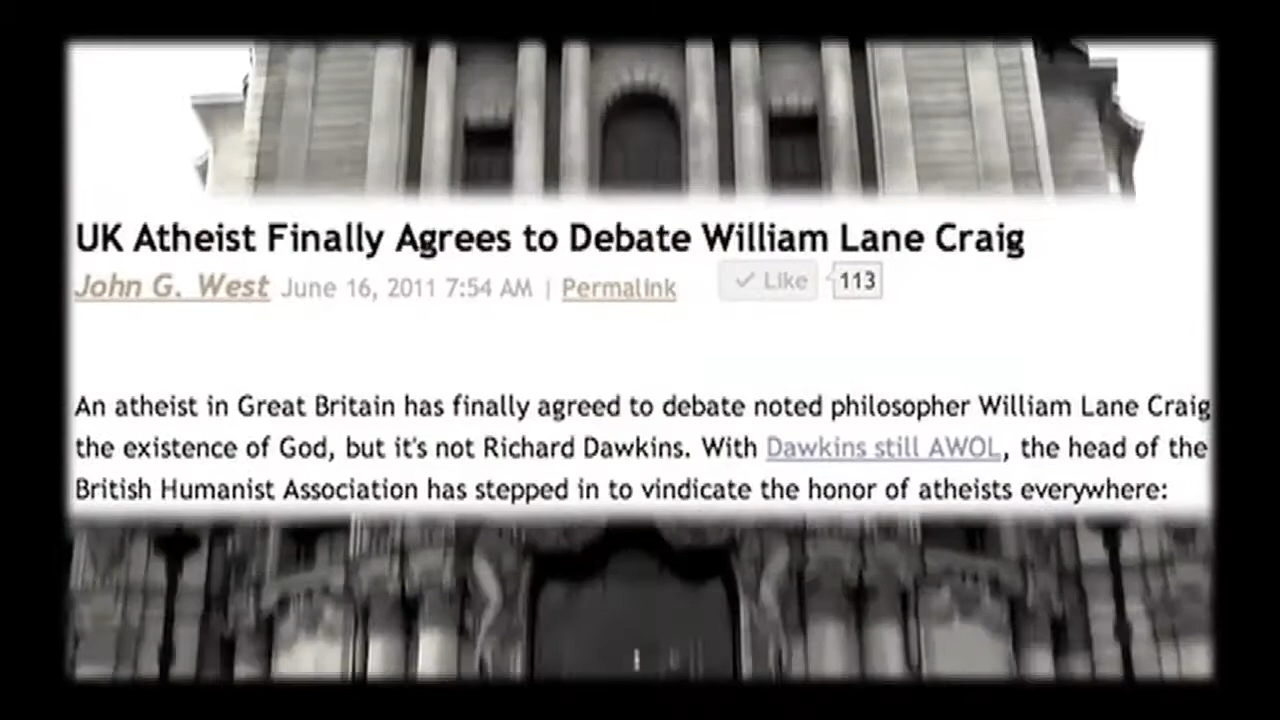 UK Atheist Finally Agrees to Debate William Lane Craig
John G. West June 16, 2011 7:54 AM | Permalink Like 113
An atheist in Great Britain has finally agreed to debate noted philosopher William Lane Craig
the existence of God, but it's not Richard Dawkins. With Dawkins still AWOL, the head of the
British Humanist Association has stepped in to vindicate the honor of atheists everywhere: